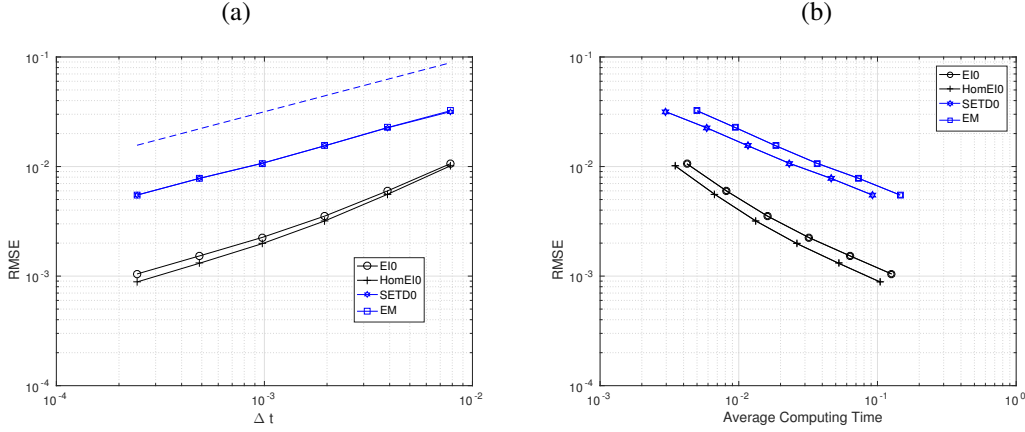 (a)
(b)
10^-1
10^-2
10^-3
10^-4
RMSE
10^-4
10^-3
10^-2
Δ t
EI0
HomEI0
SETD0
EM
10^-1
10^-2
10^-3
10^-4
RMSE
10^-3
10^-2
10^-1
10^0
Average Computing Time
EI0
HomEI0
SETD0
EM